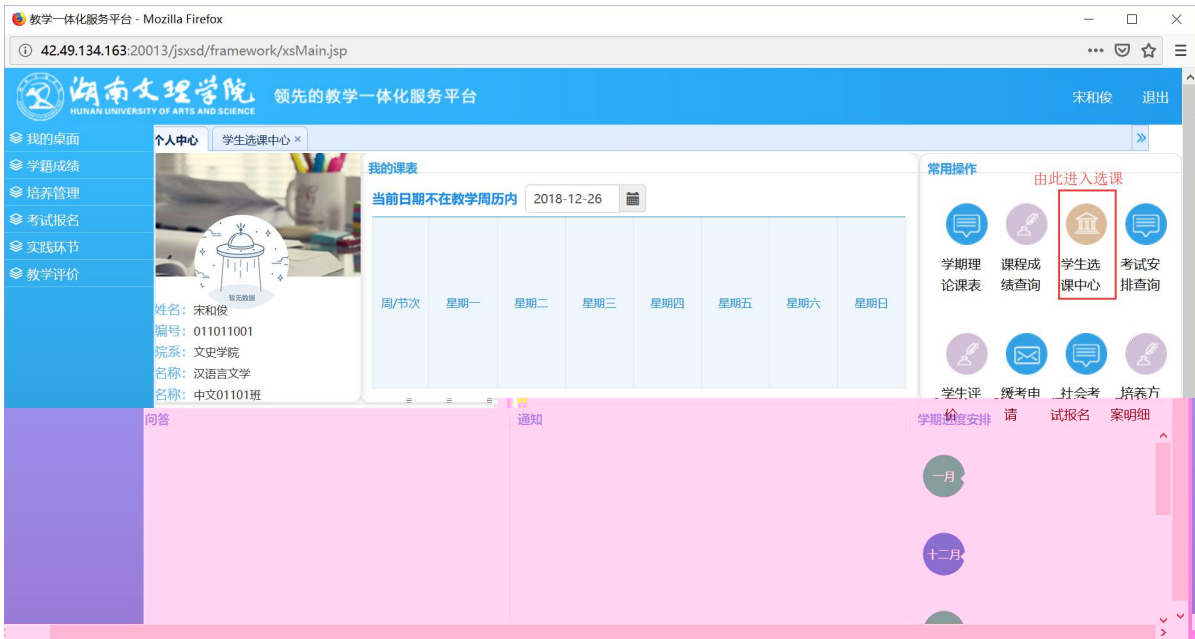 教学一体化服务平台 - Mozilla Firefox
42.49.134.163:20013/jsxsd/framework/xsMain.jsp
湖南文理学院
HUNAN UNIVERSITY OF ARTS AND SCIENCE
领先的教学一体化服务平台
宋和俊 退出
我的桌面
学籍成绩
培养管理
考试报名
实践环节
教学评价
个人中心 学生选课中心 ×
暂无数据
姓名: 宋和俊
编号: 011011001
院系: 文史学院
名称: 汉语言文学
名称: 中文01101班
我的课表
当前日期不在教学周历内 2018-12-26
周/节次 星期一 星期二 星期三 星期四 星期五 星期六 星期日
常用操作
由此进入选课
学期理论课表
课程成绩查询
学生选课中心
考试安排查询
学生评价
缓考申请
社会考试报名
培养方案明细
问答
通知
学期进度安排
一月
十二月